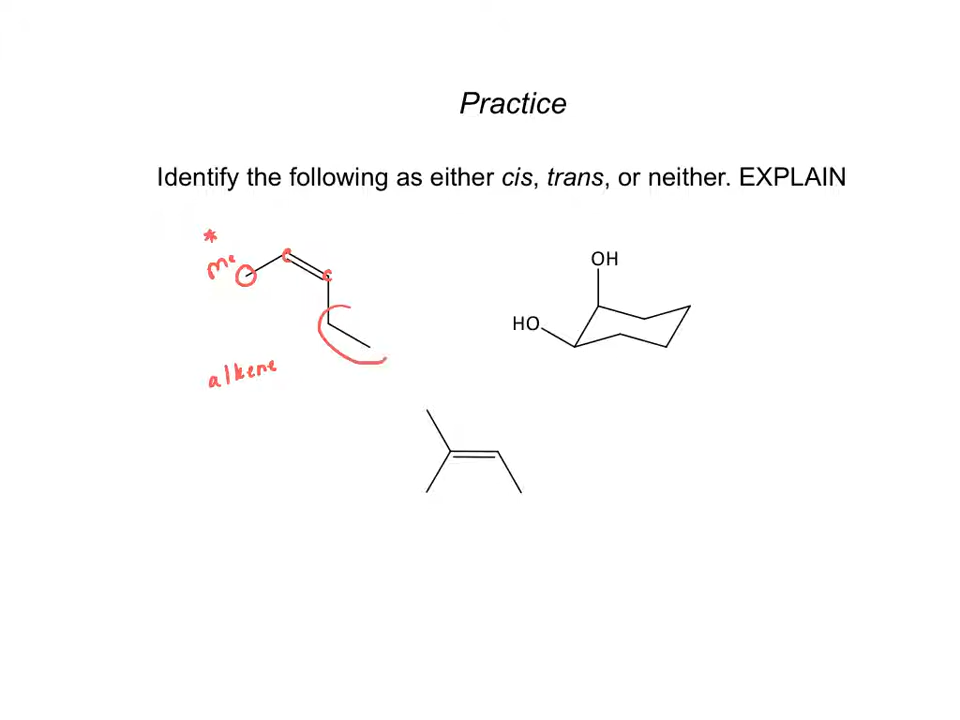 Practice
Identify the following as either cis, trans, or neither. EXPLAIN
*
Me
C
C
OH
HO
alkene